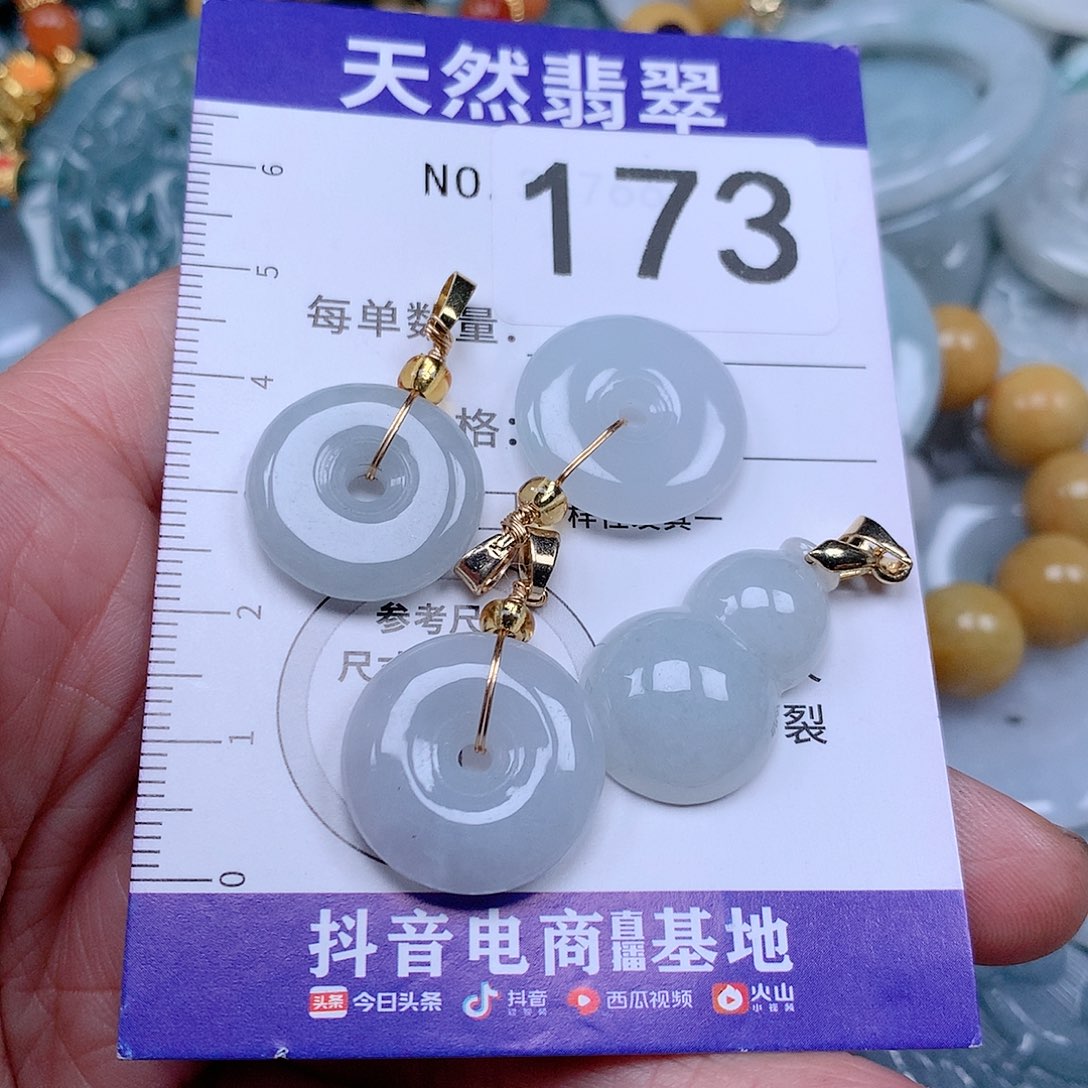 天然翡翠
NO.
173
每单数量:
格:
6
5
4
2
1
0
参考尺
尺寸
裂
抖音电商直播基地
头条 今日头条 抖音 西瓜视频 火山